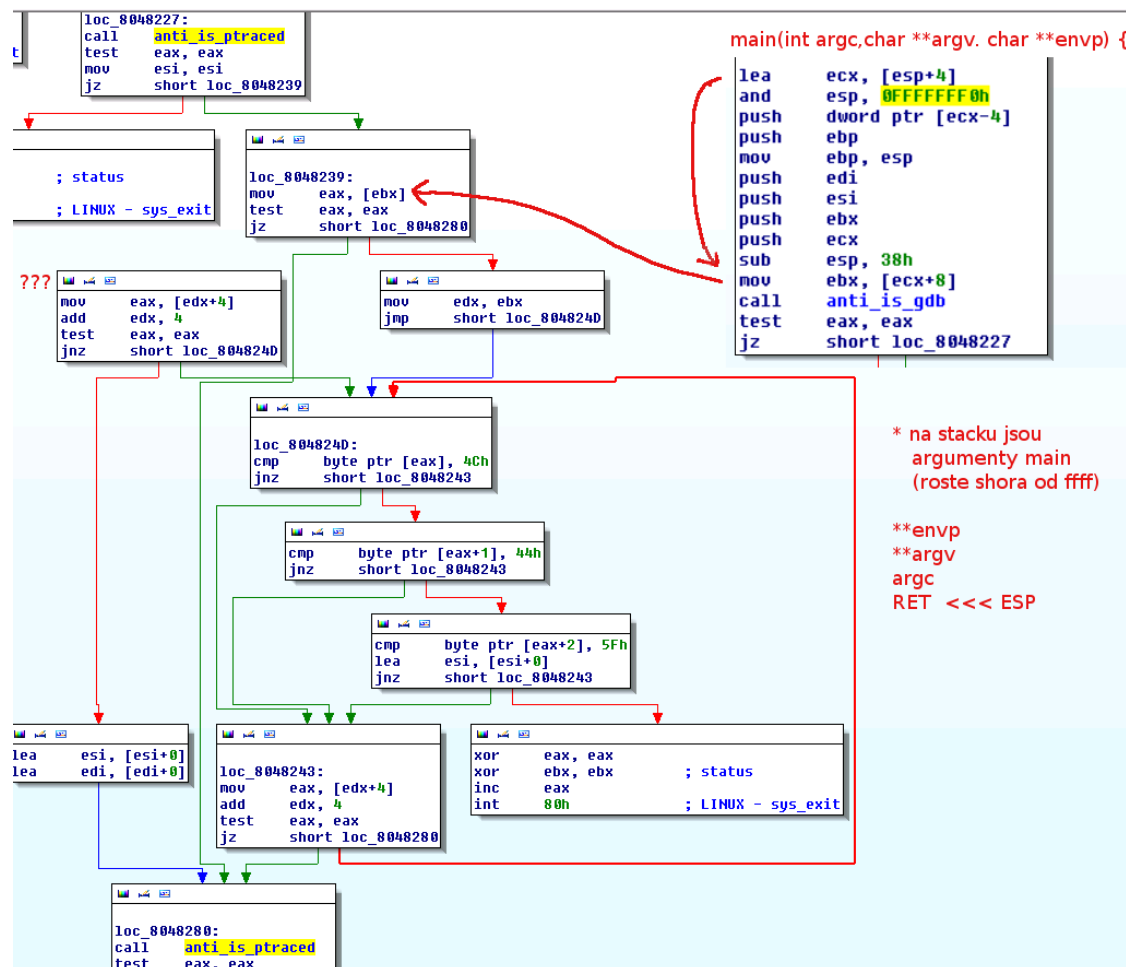 loc_8048227:
call anti_is_ptraced
test eax, eax
mov esi, esi
jz short loc_8048239
t
main(int argc,char **argv. char **envp) {
lea ecx, [esp+4]
and esp, 0FFFFFFF0h
push dword ptr [ecx-4]
push ebp
mov ebp, esp
push edi
push esi
push ebx
push ecx
sub esp, 38h
mov ebx, [ecx+8]
call anti_is_gdb
test eax, eax
jz short loc_8048227
; status
; LINUX - sys_exit
loc_8048239:
mov eax, [ebx]
test eax, eax
jz short loc_8048280
???
mov eax, [edx+4]
add edx, 4
test eax, eax
jnz short loc_804824D
mov edx, ebx
jmp short loc_804824D
loc_804824D:
cmp byte ptr [eax], 4Ch
jnz short loc_8048243
* na stacku jsou
argumenty main
(roste shora od ffff)
**envp
**argv
argc
RET <<< ESP
cmp byte ptr [eax+1], 44h
jnz short loc_8048243
cmp byte ptr [eax+2], 5Fh
lea esi, [esi+0]
jnz short loc_8048243
lea esi, [esi+0]
lea edi, [edi+0]
loc_8048243:
mov eax, [edx+4]
add edx, 4
test eax, eax
jz short loc_8048280
xor eax, eax
xor ebx, ebx ; status
inc eax
int 80h ; LINUX - sys_exit
loc_8048280:
call anti_is_ptraced
test eax, eax